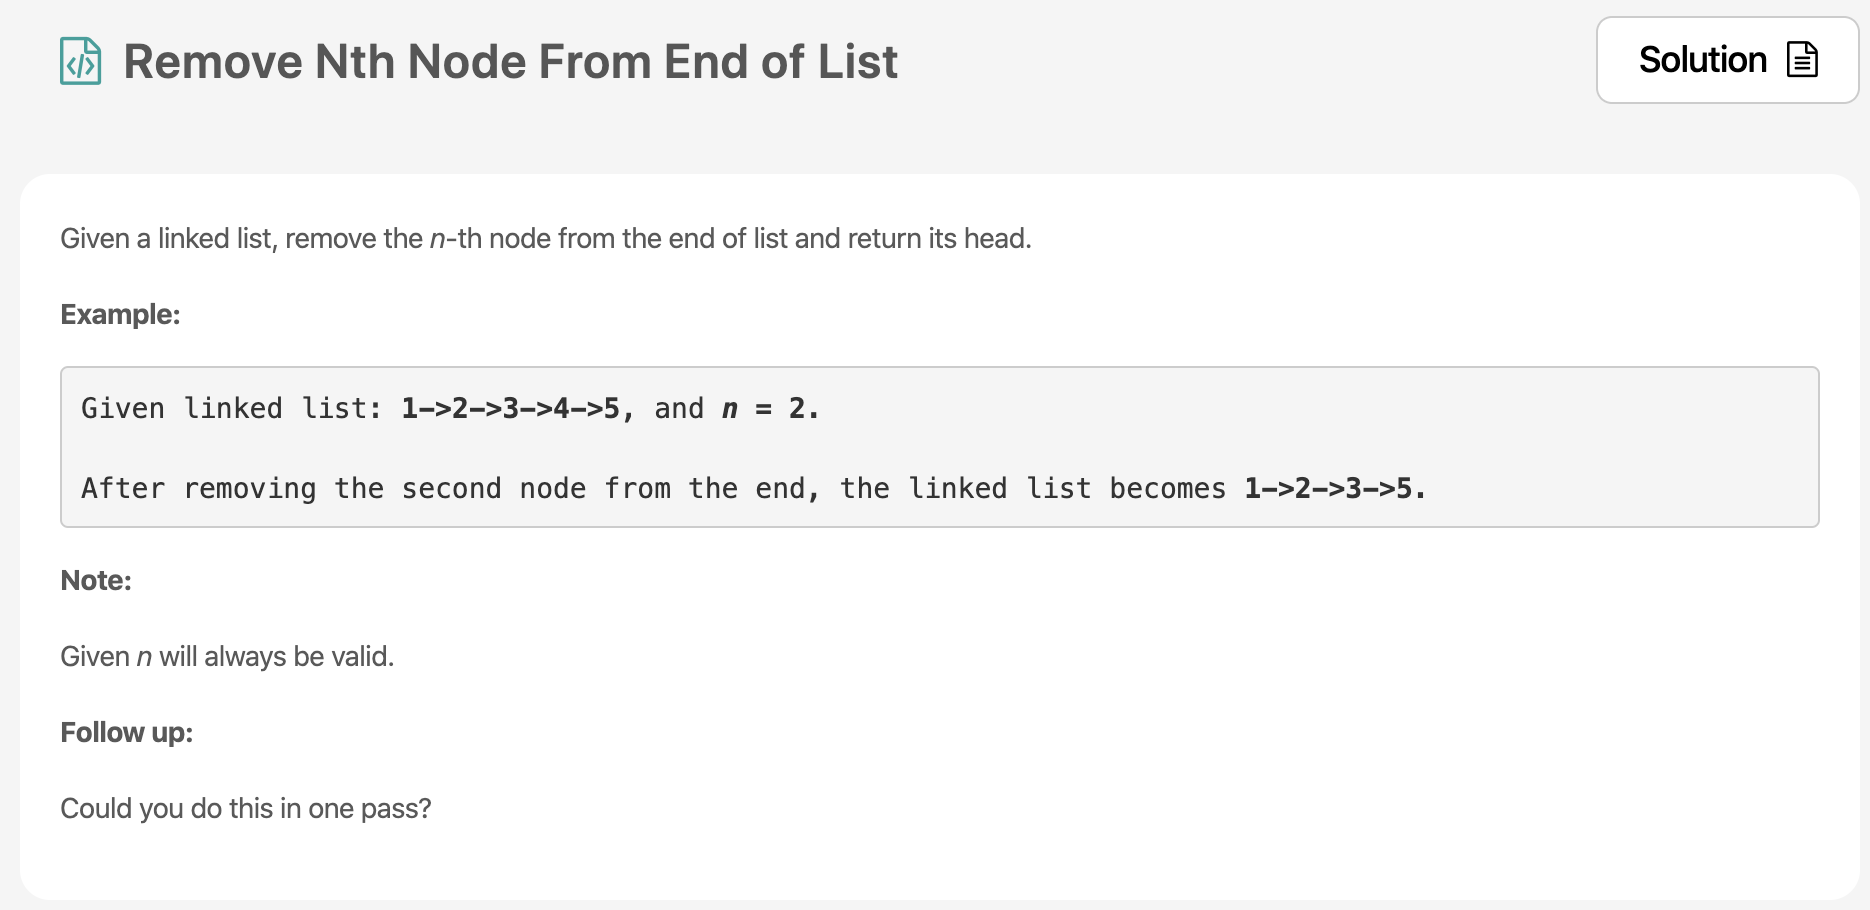 Remove Nth Node From End of List
Solution
Given a linked list, remove the n-th node from the end of list and return its head.
Example:
Given linked list: 1->2->3->4->5, and n = 2.
After removing the second node from the end, the linked list becomes 1->2->3->5.
Note:
Given n will always be valid.
Follow up:
Could you do this in one pass?